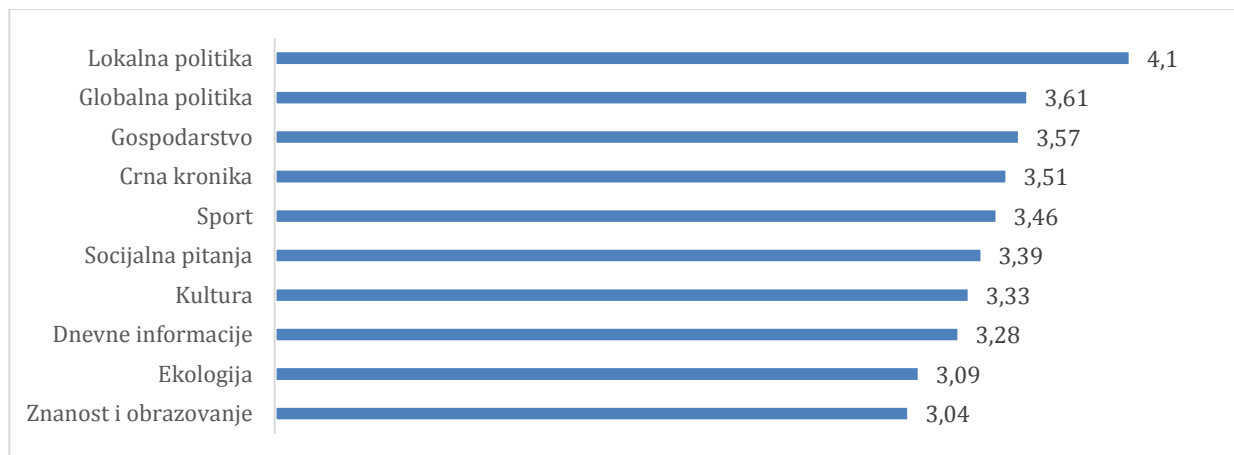 Lokalna politika 4,1
Globalna politika 3,61
Gospodarstvo 3,57
Crna kronika 3,51
Sport 3,46
Socijalna pitanja 3,39
Kultura 3,33
Dnevne informacije 3,28
Ekologija 3,09
Znanost i obrazovanje 3,04